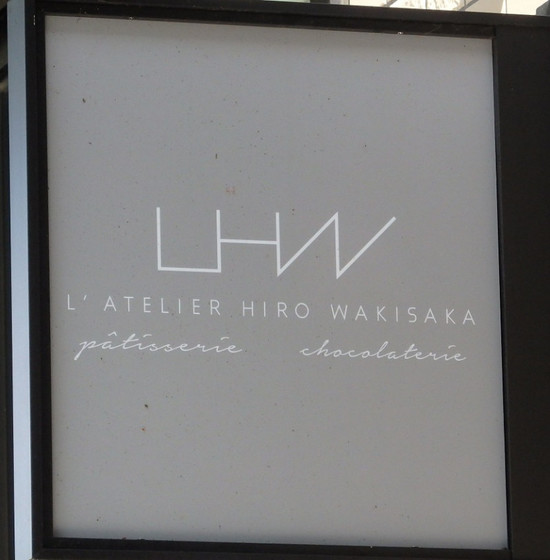 LHW
L' ATELIER HIRO WAKISAKA
pâtisserie chocolaterie